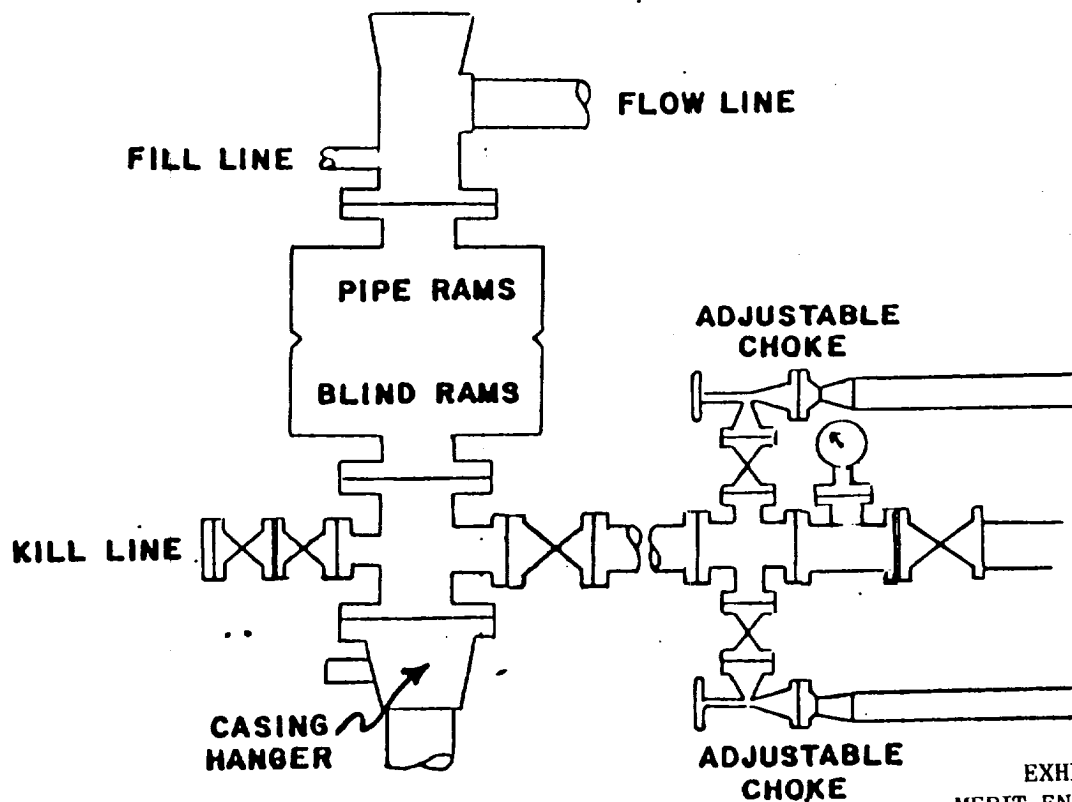 FLOW LINE
FILL LINE
PIPE RAMS
BLIND RAMS
ADJUSTABLE
CHOKE
KILL LINE
CASING
HANGER
ADJUSTABLE
CHOKE